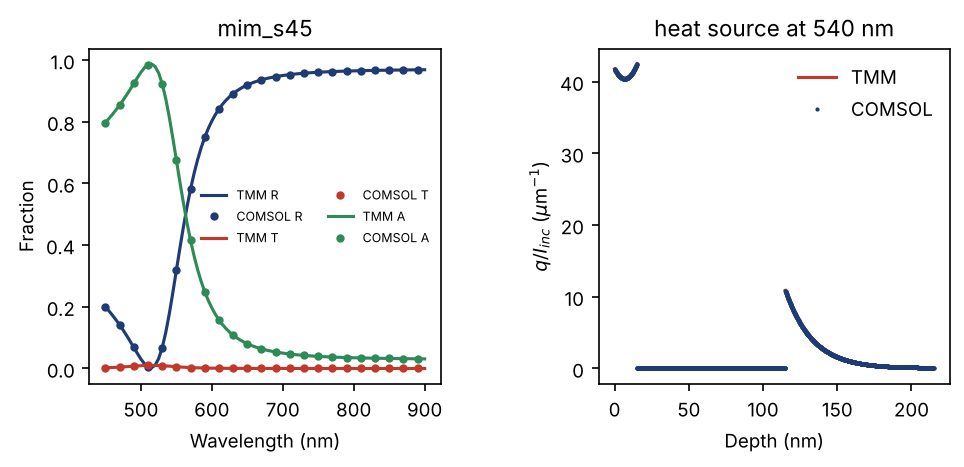 mim_s45
1.0
0.8
0.6
0.4
0.2
0.0
Fraction
500 600 700 800 900
Wavelength (nm)
TMM R
COMSOL R
TMM T
COMSOL T
TMM A
COMSOL A
heat source at 540 nm
40
30
20
10
0
q/I_inc (μm⁻¹)
0 50 100 150 200
Depth (nm)
TMM
COMSOL